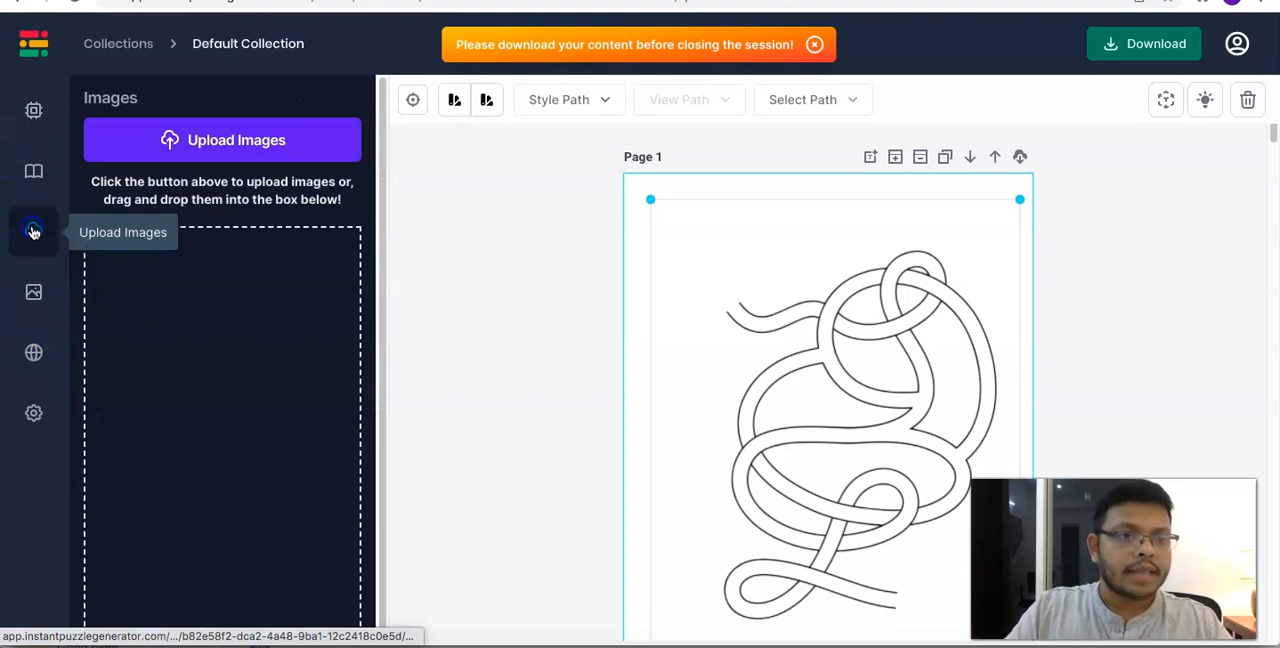 Collections > Default Collection
Please download your content before closing the session!
Download
Images
Upload Images
Click the button above to upload images or,
drag and drop them into the box below!
Upload Images
Style Path
View Path
Select Path
Page 1
app.instantpuzzlegenerator.com/.../b82e58f2-dca2-4a48-9ba1-12c2418c0e5d/...